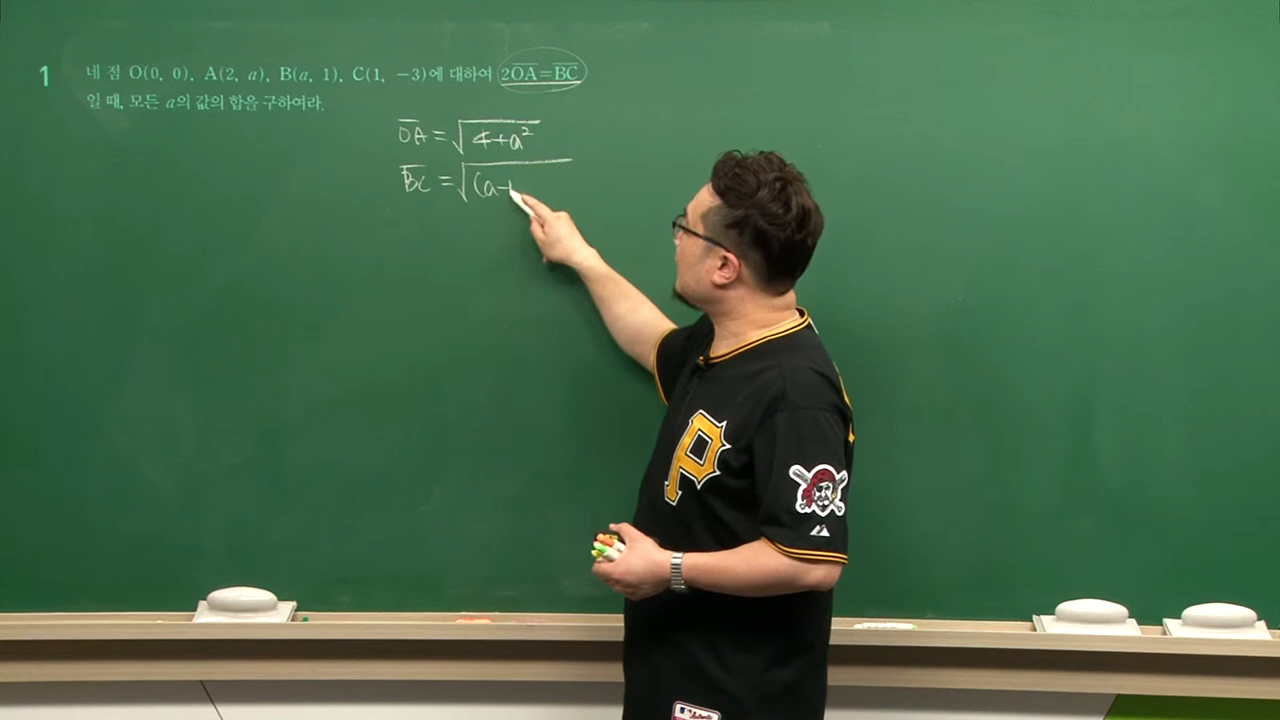 1 네 점 O(0, 0), A(2, a), B(a, 1), C(1, −3)에 대하여 2OA=BC
일 때, 모든 a의 값의 합을 구하여라.
OA = √4+a²
BC = √(a-1
P